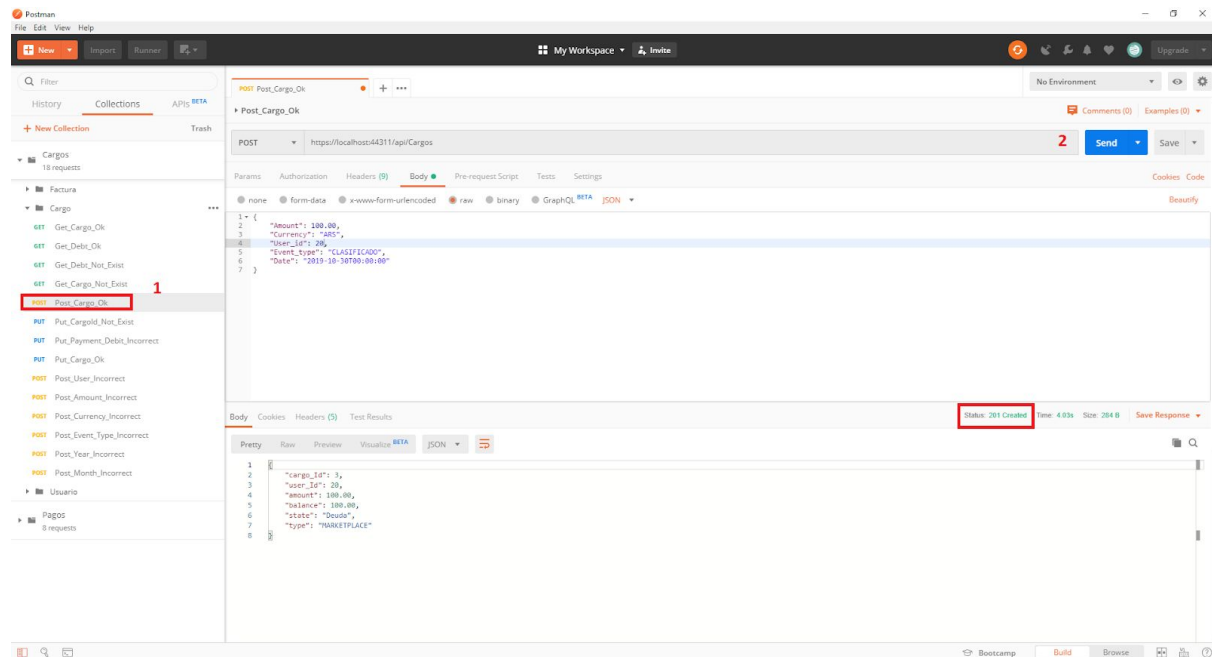 Postman
File Edit View Help
New Import Runner
My Workspace Invite
Upgrade
Filter
History Collections APIs BETA
+ New Collection Trash
Cargos
18 requests
Factura
Cargo
GET Get_Cargo_Ok
GET Get_Debt_Ok
GET Get_Debt_Not_Exist
GET Get_Cargo_Not_Exist
1
POST Post_Cargo_Ok
PUT Put_CargoId_Not_Exist
PUT Put_Payment_Debit_Incorrect
PUT Put_Cargo_Ok
POST Post_User_Incorrect
POST Post_Amount_Incorrect
POST Post_Currency_Incorrect
POST Post_Event_Type_Incorrect
POST Post_Year_Incorrect
POST Post_Month_Incorrect
Usuario
Pagos
8 requests
POST Post_Cargo_Ok + •••
No Environment
Post_Cargo_Ok
Comments (0) Examples (0)
POST https://localhost:44311/api/Cargos
2 Send Save
Params Authorization Headers (9) Body Pre-request Script Tests Settings
Cookies Code
none form-data x-www-form-urlencoded raw binary GraphQL BETA JSON
Beautify
1 {
2 "Amount": 100.00,
3 "Currency": "ARS",
4 "User_id": 20,
5 "Event_type": "CLASIFICADO",
6 "Date": "2019-10-30T00:00:00"
7 }
Body Cookies Headers (5) Test Results
Status: 201 Created Time: 4.03s Size: 204 B Save Response
Pretty Raw Preview Visualize BETA JSON
1 {
2 "cargo_Id": 3,
3 "user_Id": 20,
4 "amount": 100.00,
5 "balance": 100.00,
6 "state": "Deuda",
7 "type": "MARKETPLACE"
8 }
Bootcamp Build Browse